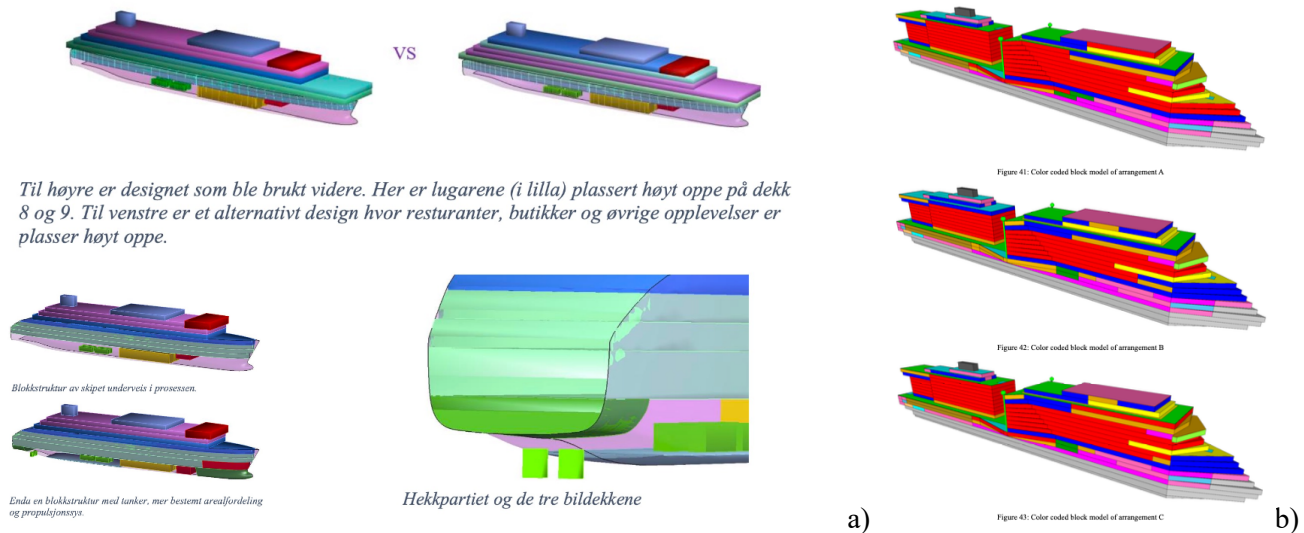 vs
Til høyre er designet som ble brukt videre. Her er lugarene (i lilla) plassert høyt oppe på dekk
8 og 9. Til venstre er et alternativt design hvor resturanter, butikker og øvrige opplevelser er
plasser høyt oppe.
Blokkstruktur av skipet underveis i prosessen.
Enda en blokkstruktur med tanker, mer bestemt arealfordeling
og propulsjonssys.
Hekkpartiet og de tre bildekkene
a)
Figure 41: Color coded block model of arrangement A
Figure 42: Color coded block model of arrangement B
Figure 43: Color coded block model of arrangement C
b)